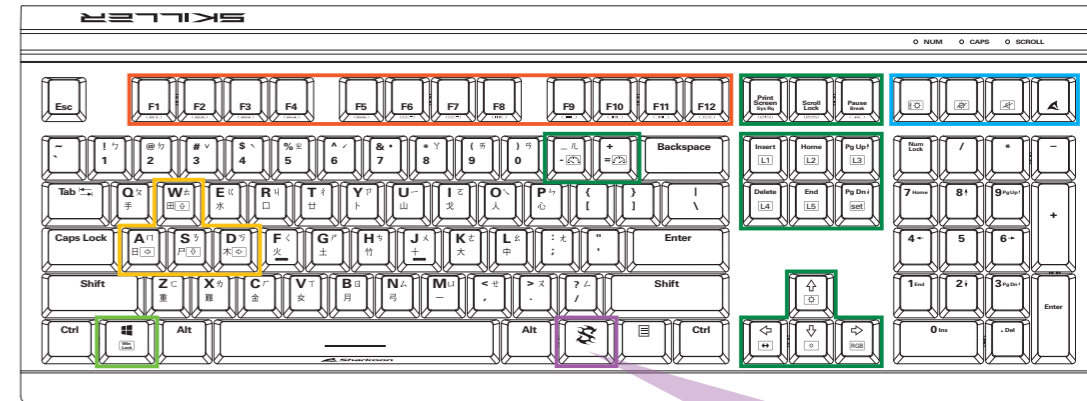 SKILLER
NUM CAPS SCROLL
Esc F1 F2 F3 F4 F5 F6 F7 F8 F9 F10 F11 F12 Print Screen Sys Rq Scroll Lock Pause Break
~ ` ! ㄅ 1 @ ㄉ 2 # ˇ 3 $ ˋ 4 % ㄓ 5 ^ ˊ 6 & ˙ 7 * ㄚ 8 ( ㄞ 9 ) ㄢ 0 _ ㄦ - + = Backspace Insert L1 Home L2 Pg Up↑ L3 Num Lock / * −
Tab Q ㄆ 手 W ㄊ 田 E ㄍ 水 R ㄐ 口 T ㄔ 廿 Y ㄗ 卜 U ㄧ 山 I ㄛ 戈 O ㄟ 人 P ㄣ 心 { [ } ] | \ Delete L4 End L5 Pg Dn↓ set 7 Home 8 ↑ 9 Pg Up↑ +
Caps Lock A ㄇ 日 S ㄋ 尸 D ㄎ 木 F ㄑ 火 G ㄕ 土 H ㄘ 竹 J ㄨ 十 K ㄜ 大 L ㄠ 中 : ㄤ ; " ' Enter 4 ← 5 6 →
Shift Z ㄈ 重 X ㄌ 難 C ㄏ 金 V ㄒ 女 B ㄖ 月 N ㄙ 弓 M ㄩ 一 < ㄝ , > ㄡ . ? ㄥ / Shift 1 End 2 ↓ 3 Pg Dn↓ Enter
Ctrl Win Lock Alt Alt Ctrl RGB 0 Ins . Del
Sharkoon